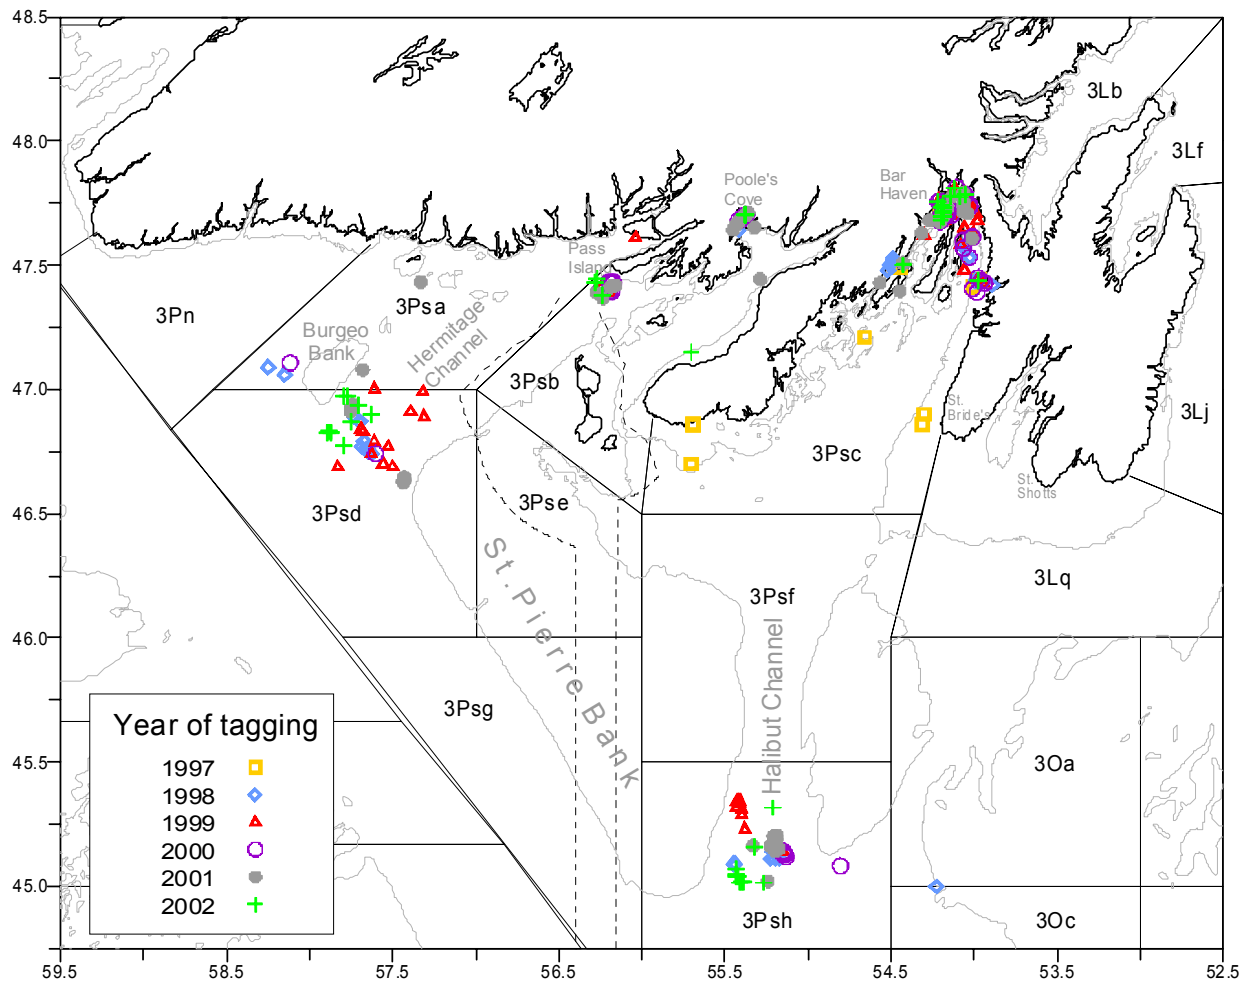 48.5
48.0
47.5
47.0
46.5
46.0
45.5
45.0
59.5
58.5
57.5
56.5
55.5
54.5
53.5
52.5
3Lb
3Lf
Poole's
Cove
Bar
Haven
Pass
Island
3Pn
3Psa
Burgeo
Bank
Hermitage
Channel
3Psb
St.
Bride's
3Lj
3Psc
St.
Shotts
3Psd
3Pse
St. Pierre Bank
3Lq
3Psf
Halibut Channel
3Psg
3Oa
3Psh
3Oc
Year of tagging
1997
1998
1999
2000
2001
2002